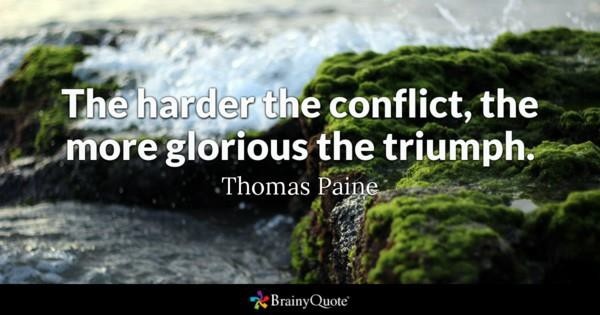 The harder the conflict, the
more glorious the triumph.
Thomas Paine
BrainyQuote®